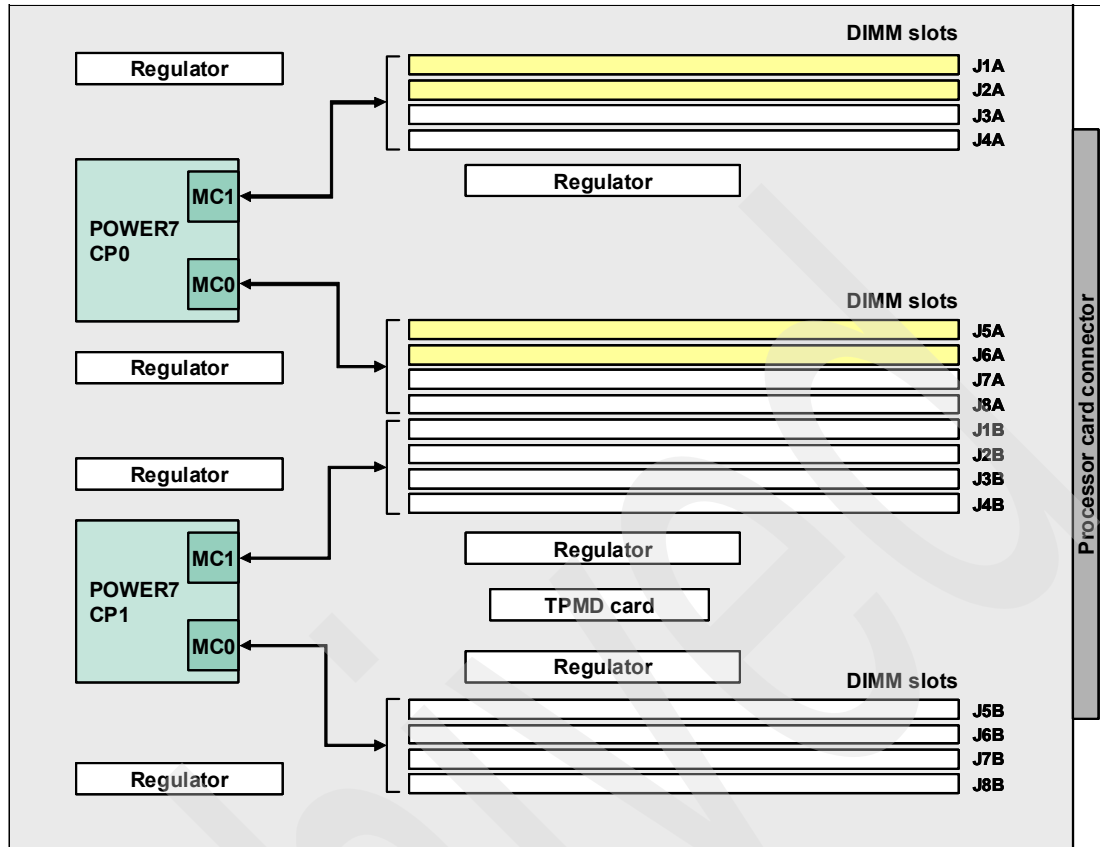 DIMM slots
Regulator
J1A
J2A
J3A
J4A
Regulator
MC1
POWER7
CP0
MC0
DIMM slots
J5A
J6A
J7A
J8A
J1B
J2B
J3B
J4B
Regulator
Regulator
Processor card connector
MC1
POWER7
CP1
MC0
Regulator
TPMD card
Regulator
DIMM slots
J5B
J6B
J7B
J8B
Regulator